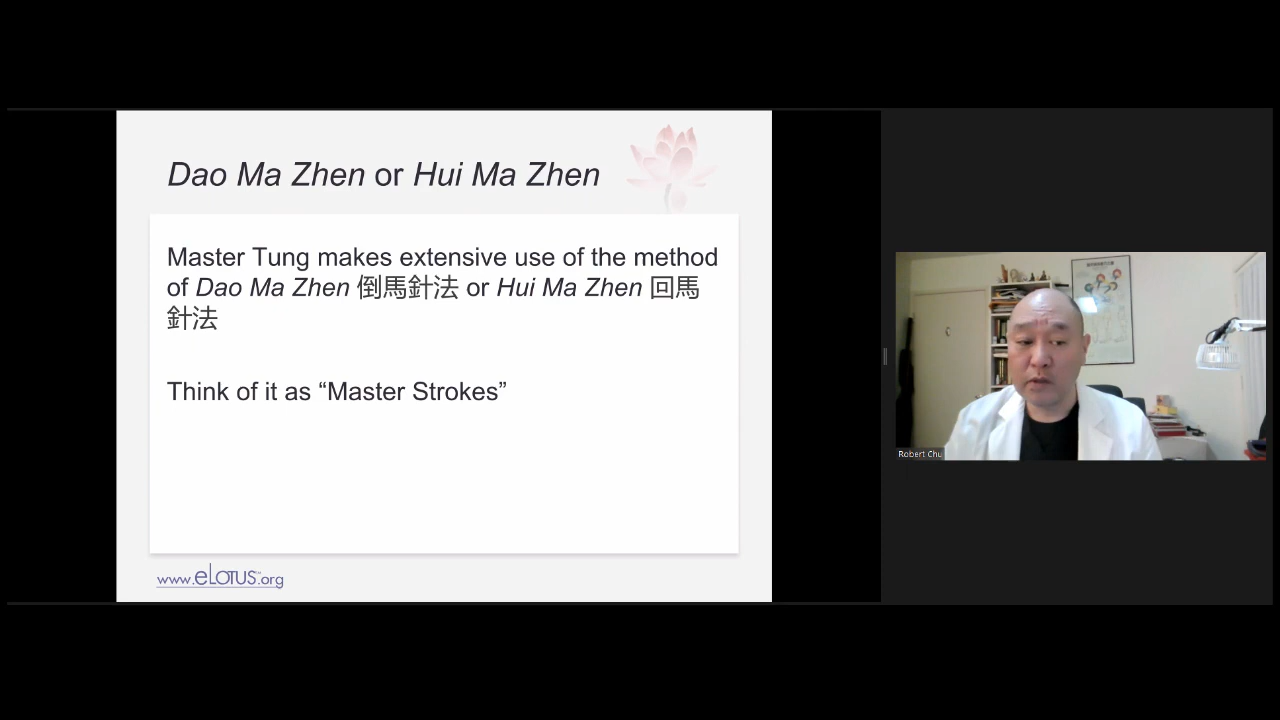 Dao Ma Zhen or Hui Ma Zhen
Master Tung makes extensive use of the method
of Dao Ma Zhen 倒馬針法 or Hui Ma Zhen 回馬
針法
Think of it as “Master Strokes”
www.eLOTUS.org
Robert Chu